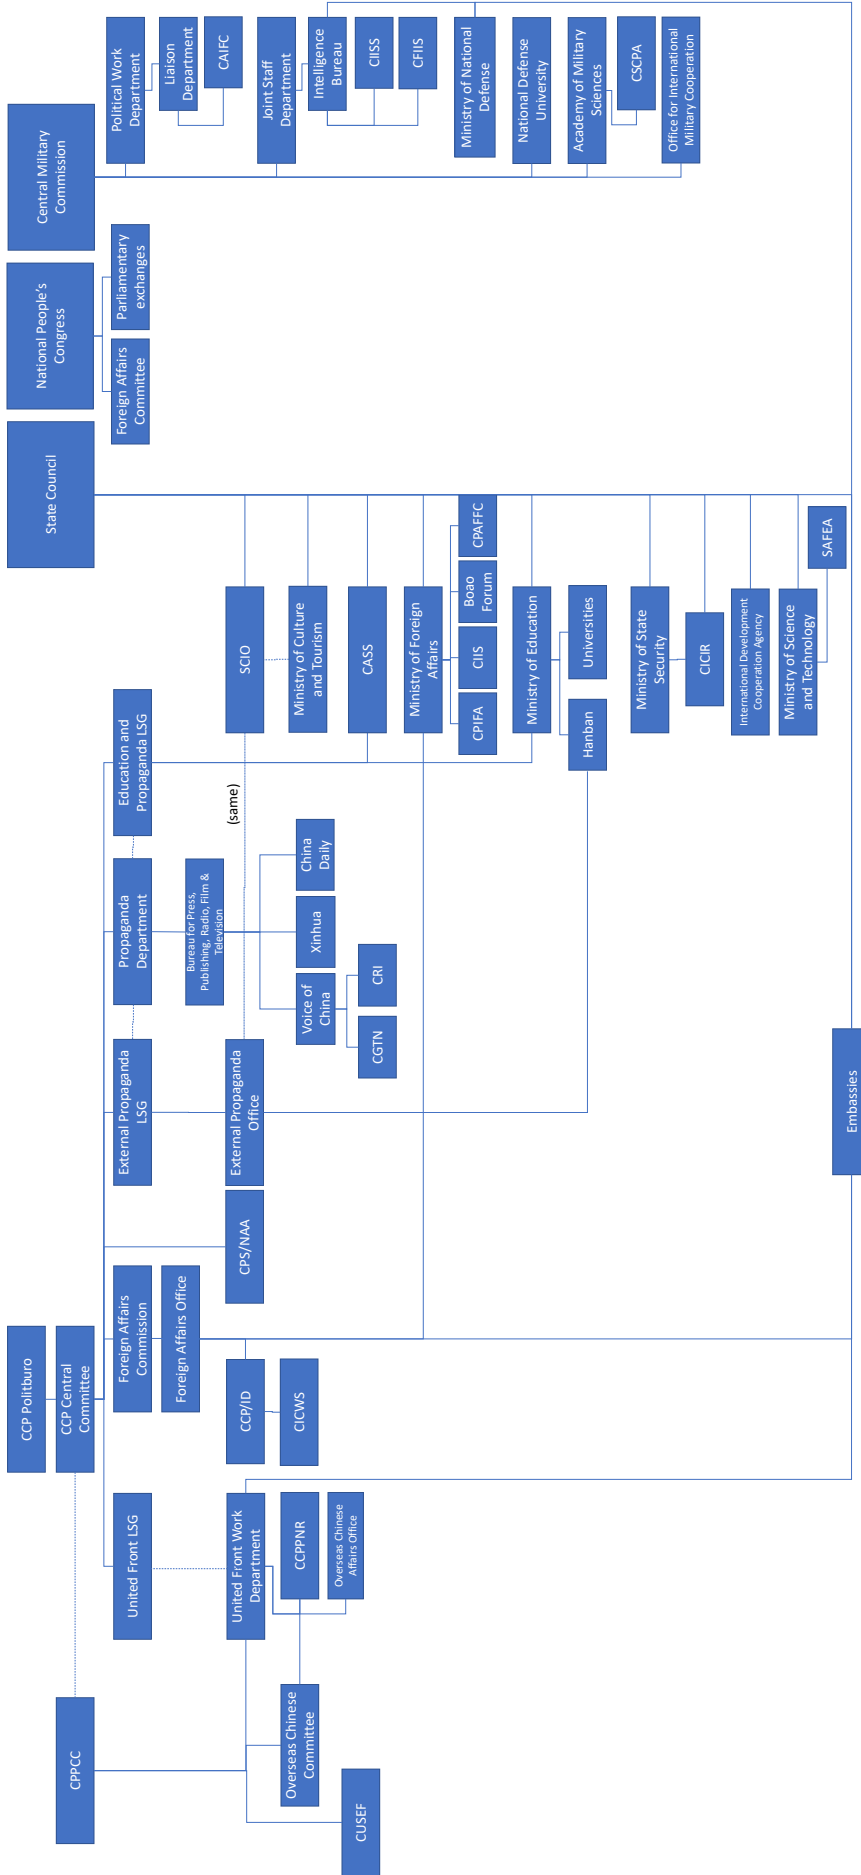 CCP Politburo
CPPCC
CCP Central
Committee
State Council
National People's
Congress
Central Military
Commission
United Front LSG
Foreign Affairs
Commission
External Propaganda
LSG
Propaganda
Department
Education and
Propaganda LSG
Foreign Affairs
Committee
Parliamentary
exchanges
Political Work
Department
Foreign Affairs Office
Liaison
Department
Bureau for Press,
Publishing, Radio, Film &
Television
CAIFC
United Front Work
Department
CCP/ID
CPS/NAA
External Propaganda
Office
(same)
SCIO
Joint Staff
Department
Overseas Chinese
Committee
CCPPNR
CICWS
Voice of
China
Xinhua
China
Daily
Ministry of Culture
and Tourism
Intelligence
Bureau
CUSEF
Overseas Chinese
Affairs Office
CGTN
CRI
CASS
CIISS
Ministry of Foreign
Affairs
CFIIS
CPIFA
CIIS
Boao
Forum
CPAFFC
Ministry of National
Defense
Ministry of Education
National Defense
University
Hanban
Universities
Academy of Military
Sciences
Ministry of State
Security
CSCPA
CICIR
Office for International
Military Cooperation
International Development
Cooperation Agency
Ministry of Science
and Technology
SAFEA
Embassies